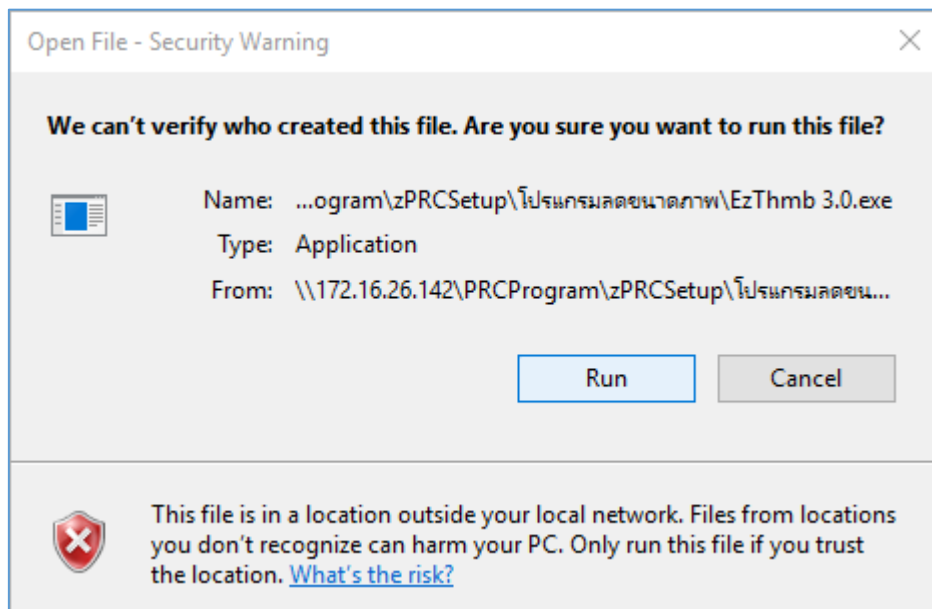 Open File - Security Warning
We can't verify who created this file. Are you sure you want to run this file?
Name: ...ogram\zPRCSetup\โปรแกรมลดขนาดภาพ\EzThmb 3.0.exe
Type: Application
From: \\172.16.26.142\PRCProgram\zPRCSetup\โปรแกรมลดขน...
Run Cancel
This file is in a location outside your local network. Files from locations
you don't recognize can harm your PC. Only run this file if you trust
the location. What's the risk?